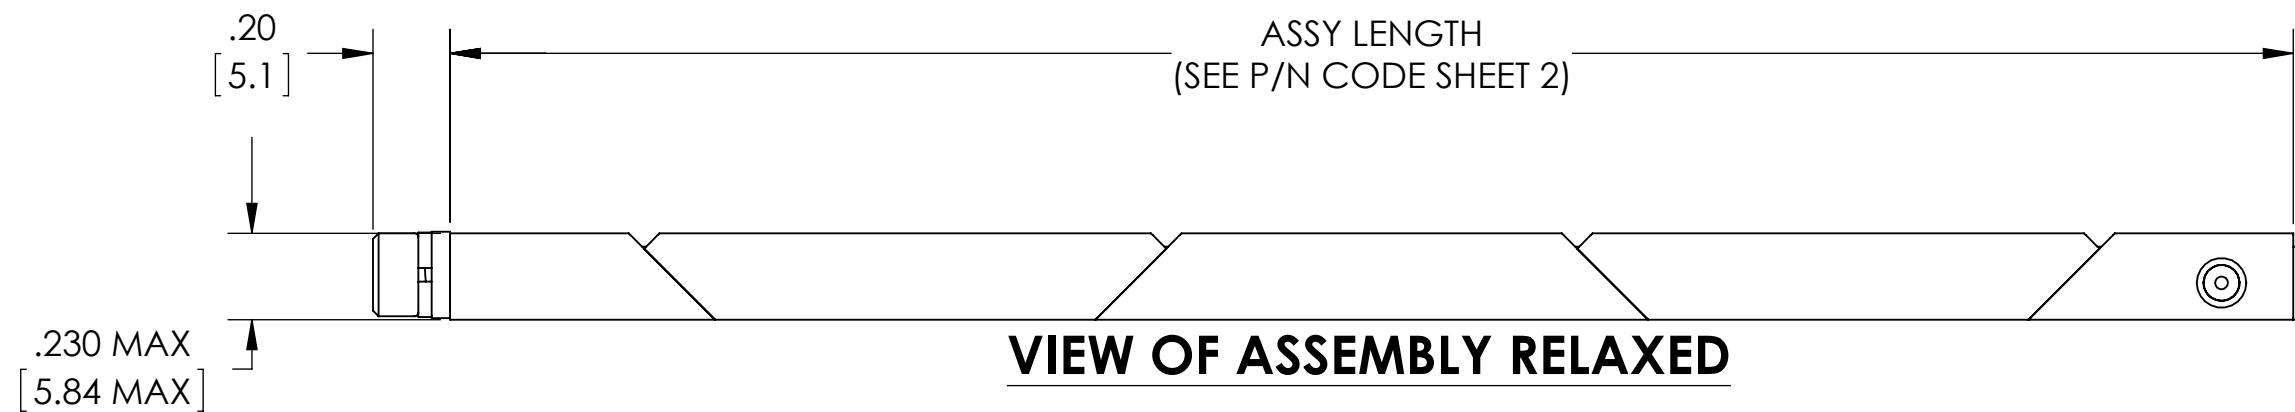 .20
[5.1]
ASSY LENGTH
(SEE P/N CODE SHEET 2)
.230 MAX
[5.84 MAX]
VIEW OF ASSEMBLY RELAXED